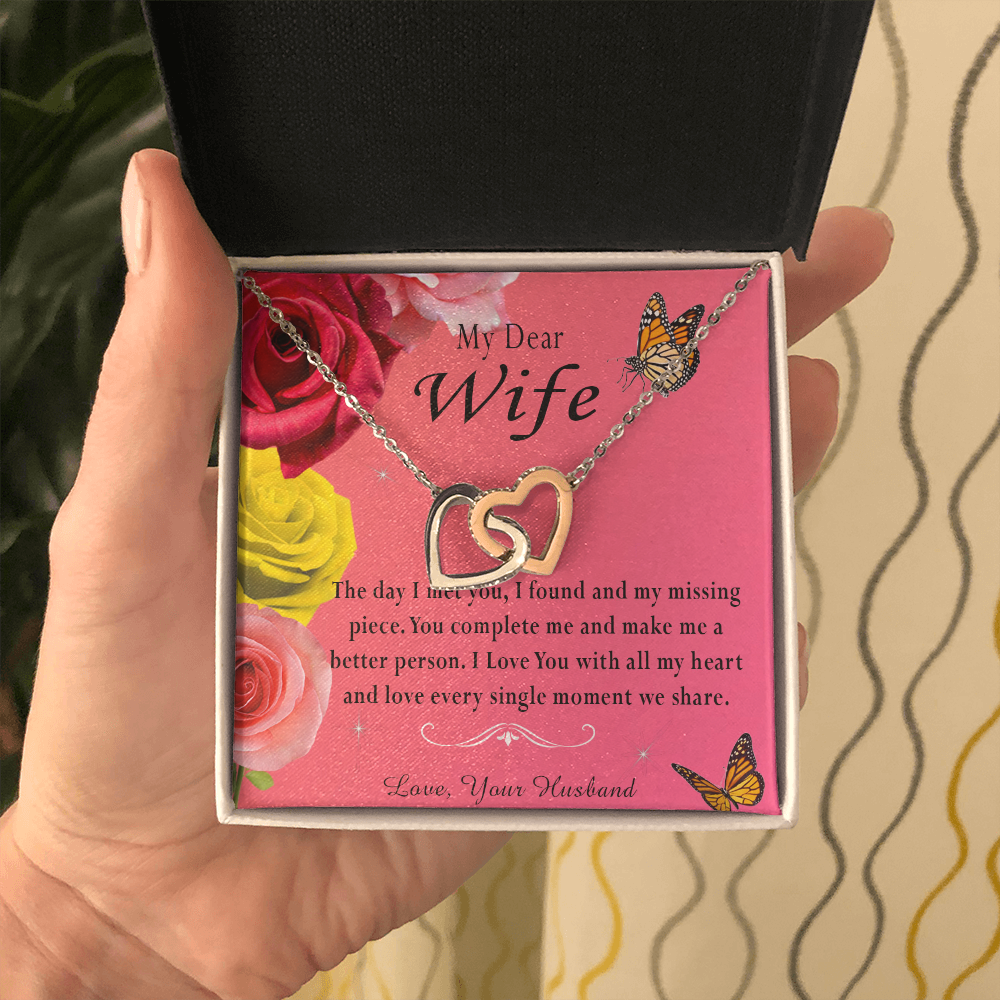 My Dear
Wife
The day I met you, I found and my missing
piece. You complete me and make me a
better person. I Love You with all my heart
and love every single moment we share.
Love, Your Husband